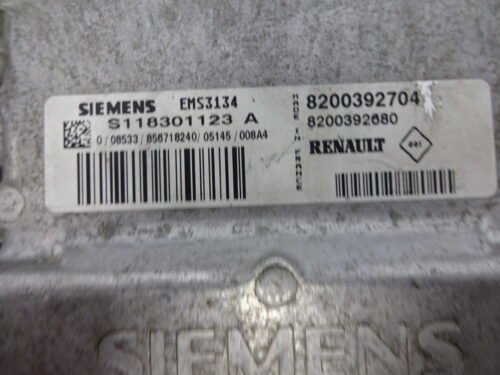 SIEMENS EMS3134
S118301123 A
0/08533/856718240/05145/008A4
MADE IN FRANCE
8200392704
8200392680
RENAULT
SIEMENS